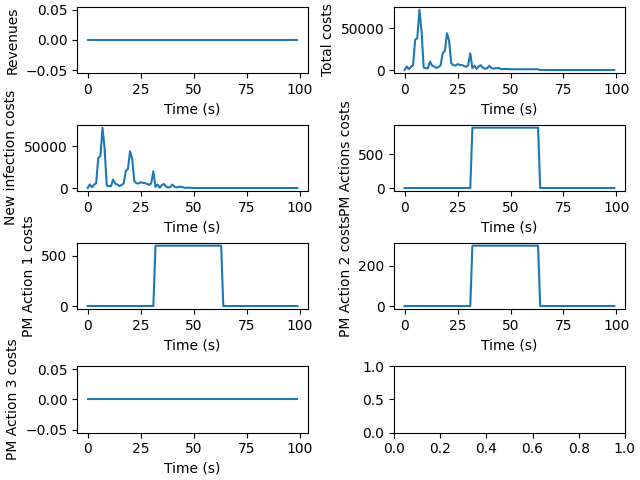 Revenues
0.05
0.00
−0.05
0 25 50 75 100
Time (s)
Total costs
50000
0
0 25 50 75 100
Time (s)
New infection costs
50000
0
0 25 50 75 100
Time (s)
PM Actions costs
500
0
0 25 50 75 100
Time (s)
PM Action 1 costs
500
0
0 25 50 75 100
Time (s)
PM Action 2 costs
200
0
0 25 50 75 100
Time (s)
PM Action 3 costs
0.05
0.00
−0.05
0 25 50 75 100
Time (s)
1.0
0.5
0.0
0.0 0.2 0.4 0.6 0.8 1.0